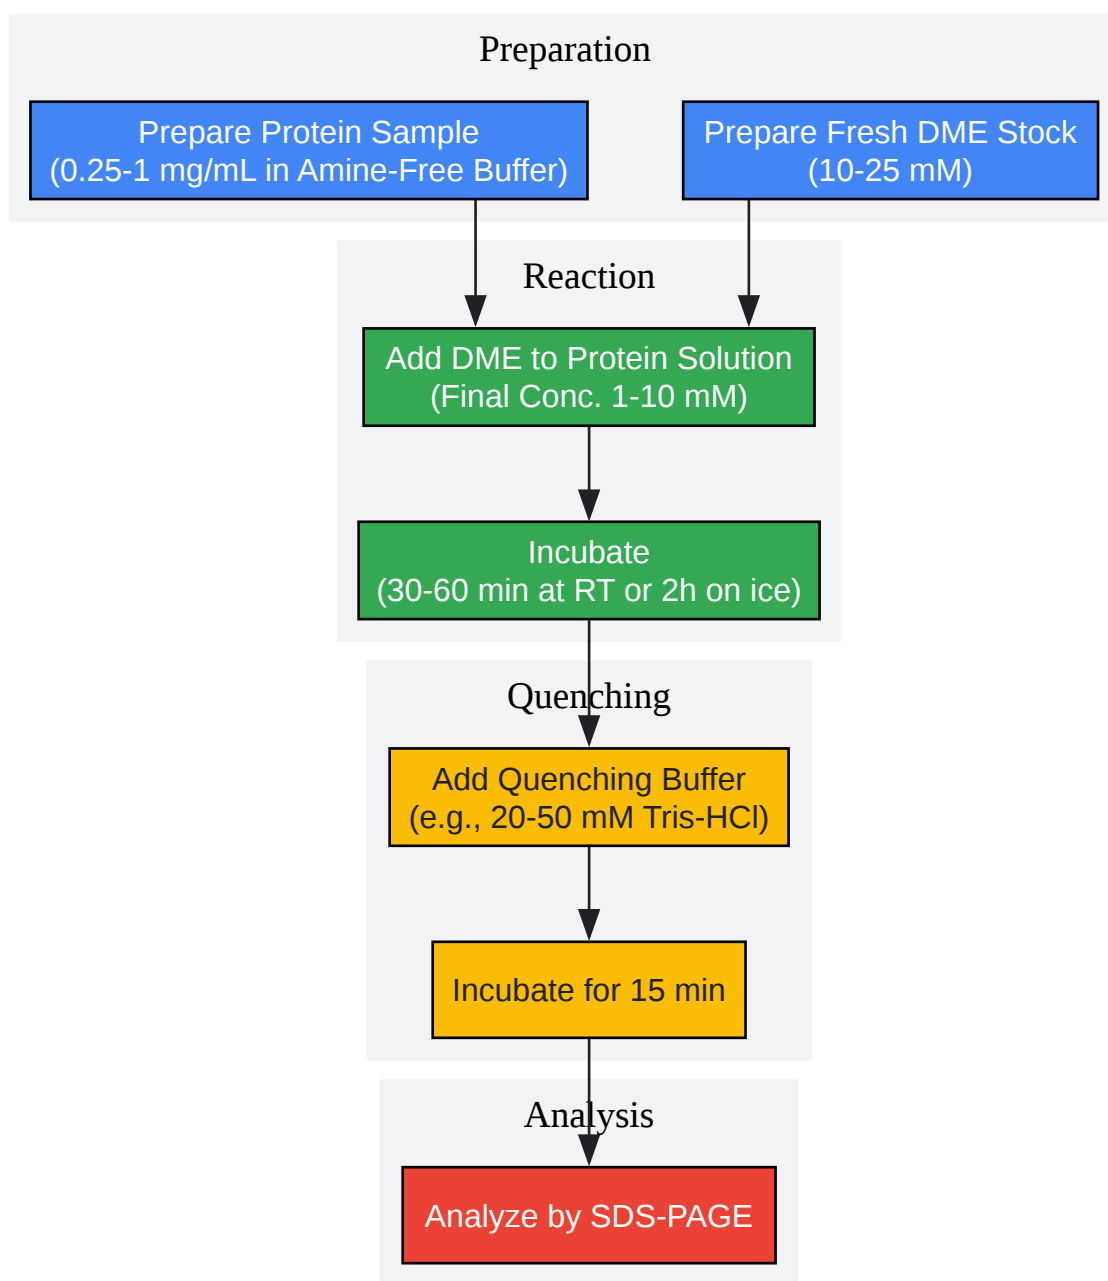 Preparation
Prepare Protein Sample
(0.25-1 mg/mL in Amine-Free Buffer)
Prepare Fresh DME Stock
(10-25 mM)
Reaction
Add DME to Protein Solution
(Final Conc. 1-10 mM)
Incubate
(30-60 min at RT or 2h on ice)
Quenching
Add Quenching Buffer
(e.g., 20-50 mM Tris-HCl)
Incubate for 15 min
Analysis
Analyze by SDS-PAGE